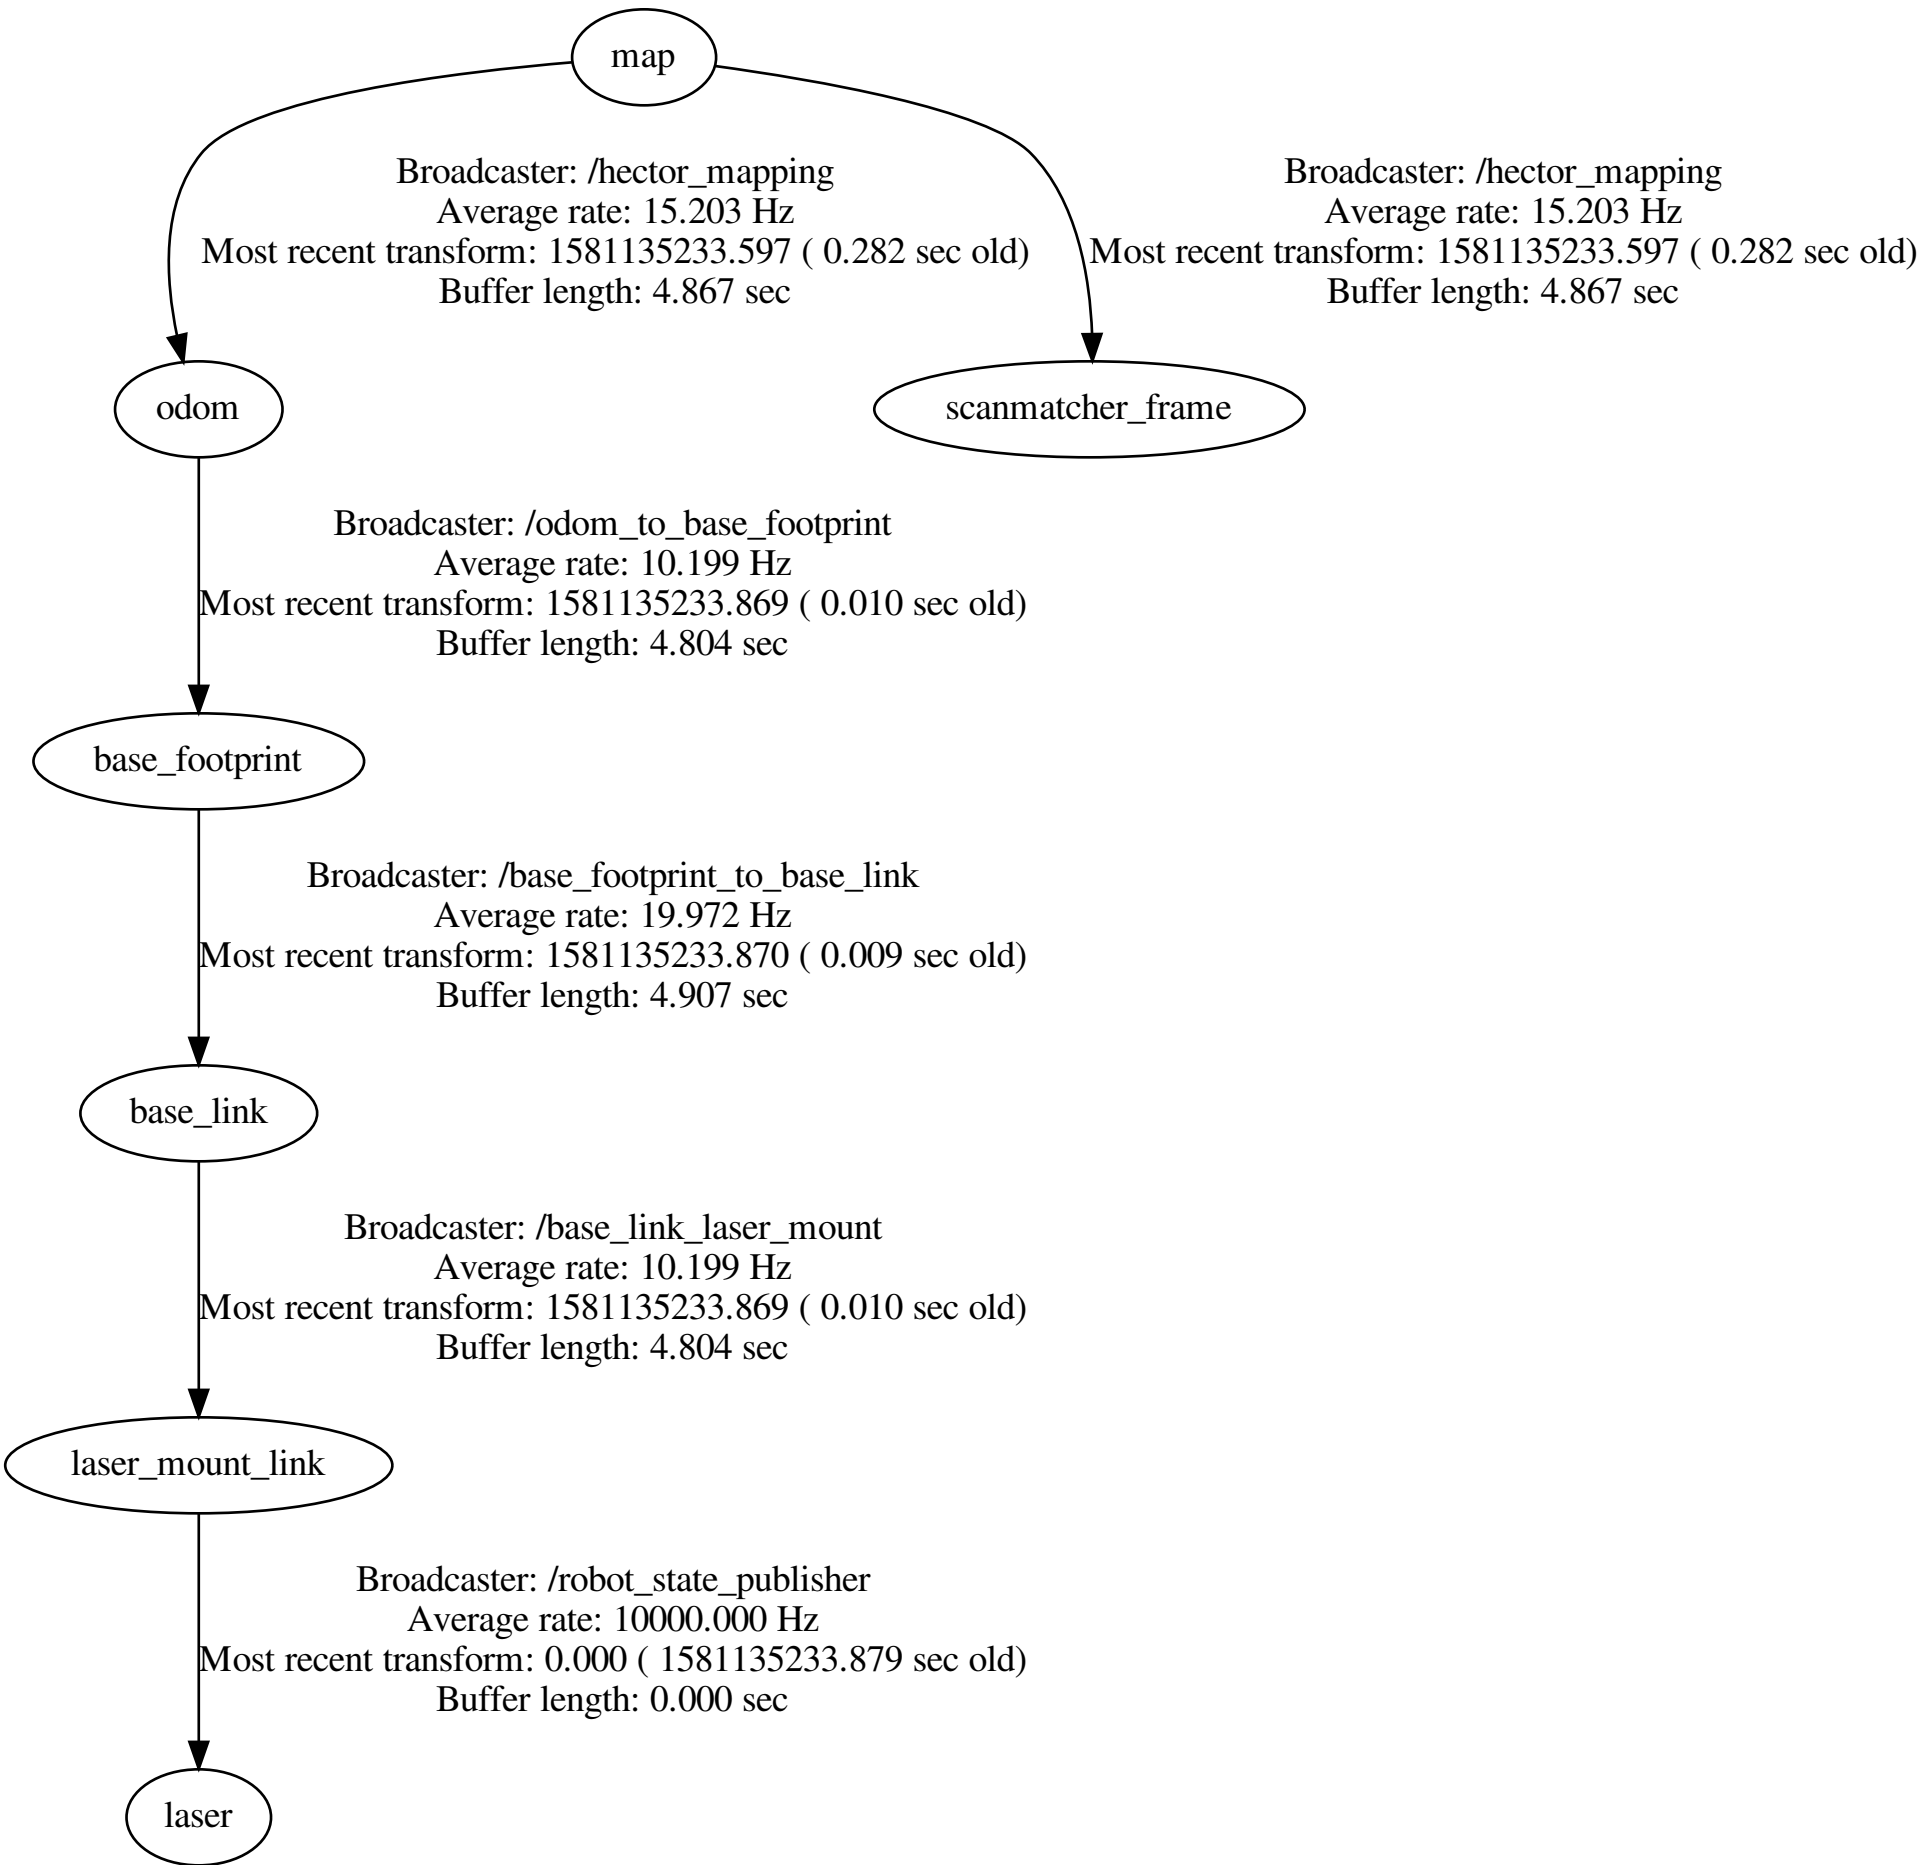 map
Broadcaster: /hector_mapping
Average rate: 15.203 Hz
Most recent transform: 1581135233.597 ( 0.282 sec old)
Buffer length: 4.867 sec
Broadcaster: /hector_mapping
Average rate: 15.203 Hz
Most recent transform: 1581135233.597 ( 0.282 sec old)
Buffer length: 4.867 sec
odom
scanmatcher_frame
Broadcaster: /odom_to_base_footprint
Average rate: 10.199 Hz
Most recent transform: 1581135233.869 ( 0.010 sec old)
Buffer length: 4.804 sec
base_footprint
Broadcaster: /base_footprint_to_base_link
Average rate: 19.972 Hz
Most recent transform: 1581135233.870 ( 0.009 sec old)
Buffer length: 4.907 sec
base_link
Broadcaster: /base_link_laser_mount
Average rate: 10.199 Hz
Most recent transform: 1581135233.869 ( 0.010 sec old)
Buffer length: 4.804 sec
laser_mount_link
Broadcaster: /robot_state_publisher
Average rate: 10000.000 Hz
Most recent transform: 0.000 ( 1581135233.879 sec old)
Buffer length: 0.000 sec
laser